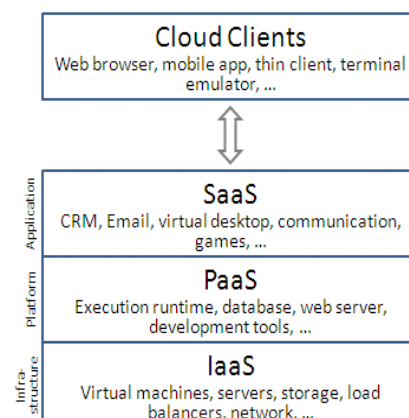 Cloud Clients
Web browser, mobile app, thin client, terminal
emulator, ...
Application
SaaS
CRM, Email, virtual desktop, communication,
games, ...
Platform
PaaS
Execution runtime, database, web server,
development tools, ...
Infra-
structure
IaaS
Virtual machines, servers, storage, load
balancers, network, ...